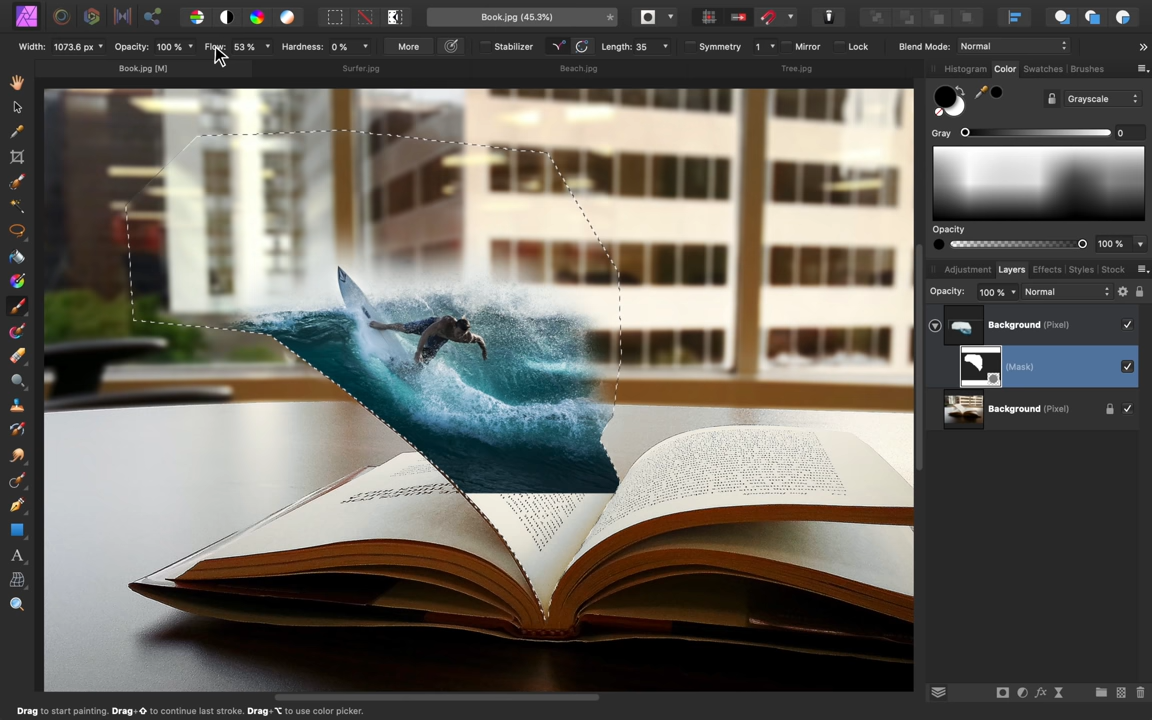 Book.jpg (45.3%)
Width: 1073.6 px Opacity: 100 % Flow: 53 % Hardness: 0 % More Stabilizer Length: 35 Symmetry 1 Mirror Lock Blend Mode: Normal
Book.jpg [M] Surfer.jpg Beach.jpg Tree.jpg
Histogram Color Swatches Brushes
Grayscale
Gray 0
Opacity
100 %
Adjustment Layers Effects Styles Stock
Opacity: 100 % Normal
Background (Pixel)
(Mask)
Background (Pixel)
A
Drag to start painting. Drag+⇧ to continue last stroke. Drag+⌥ to use color picker.